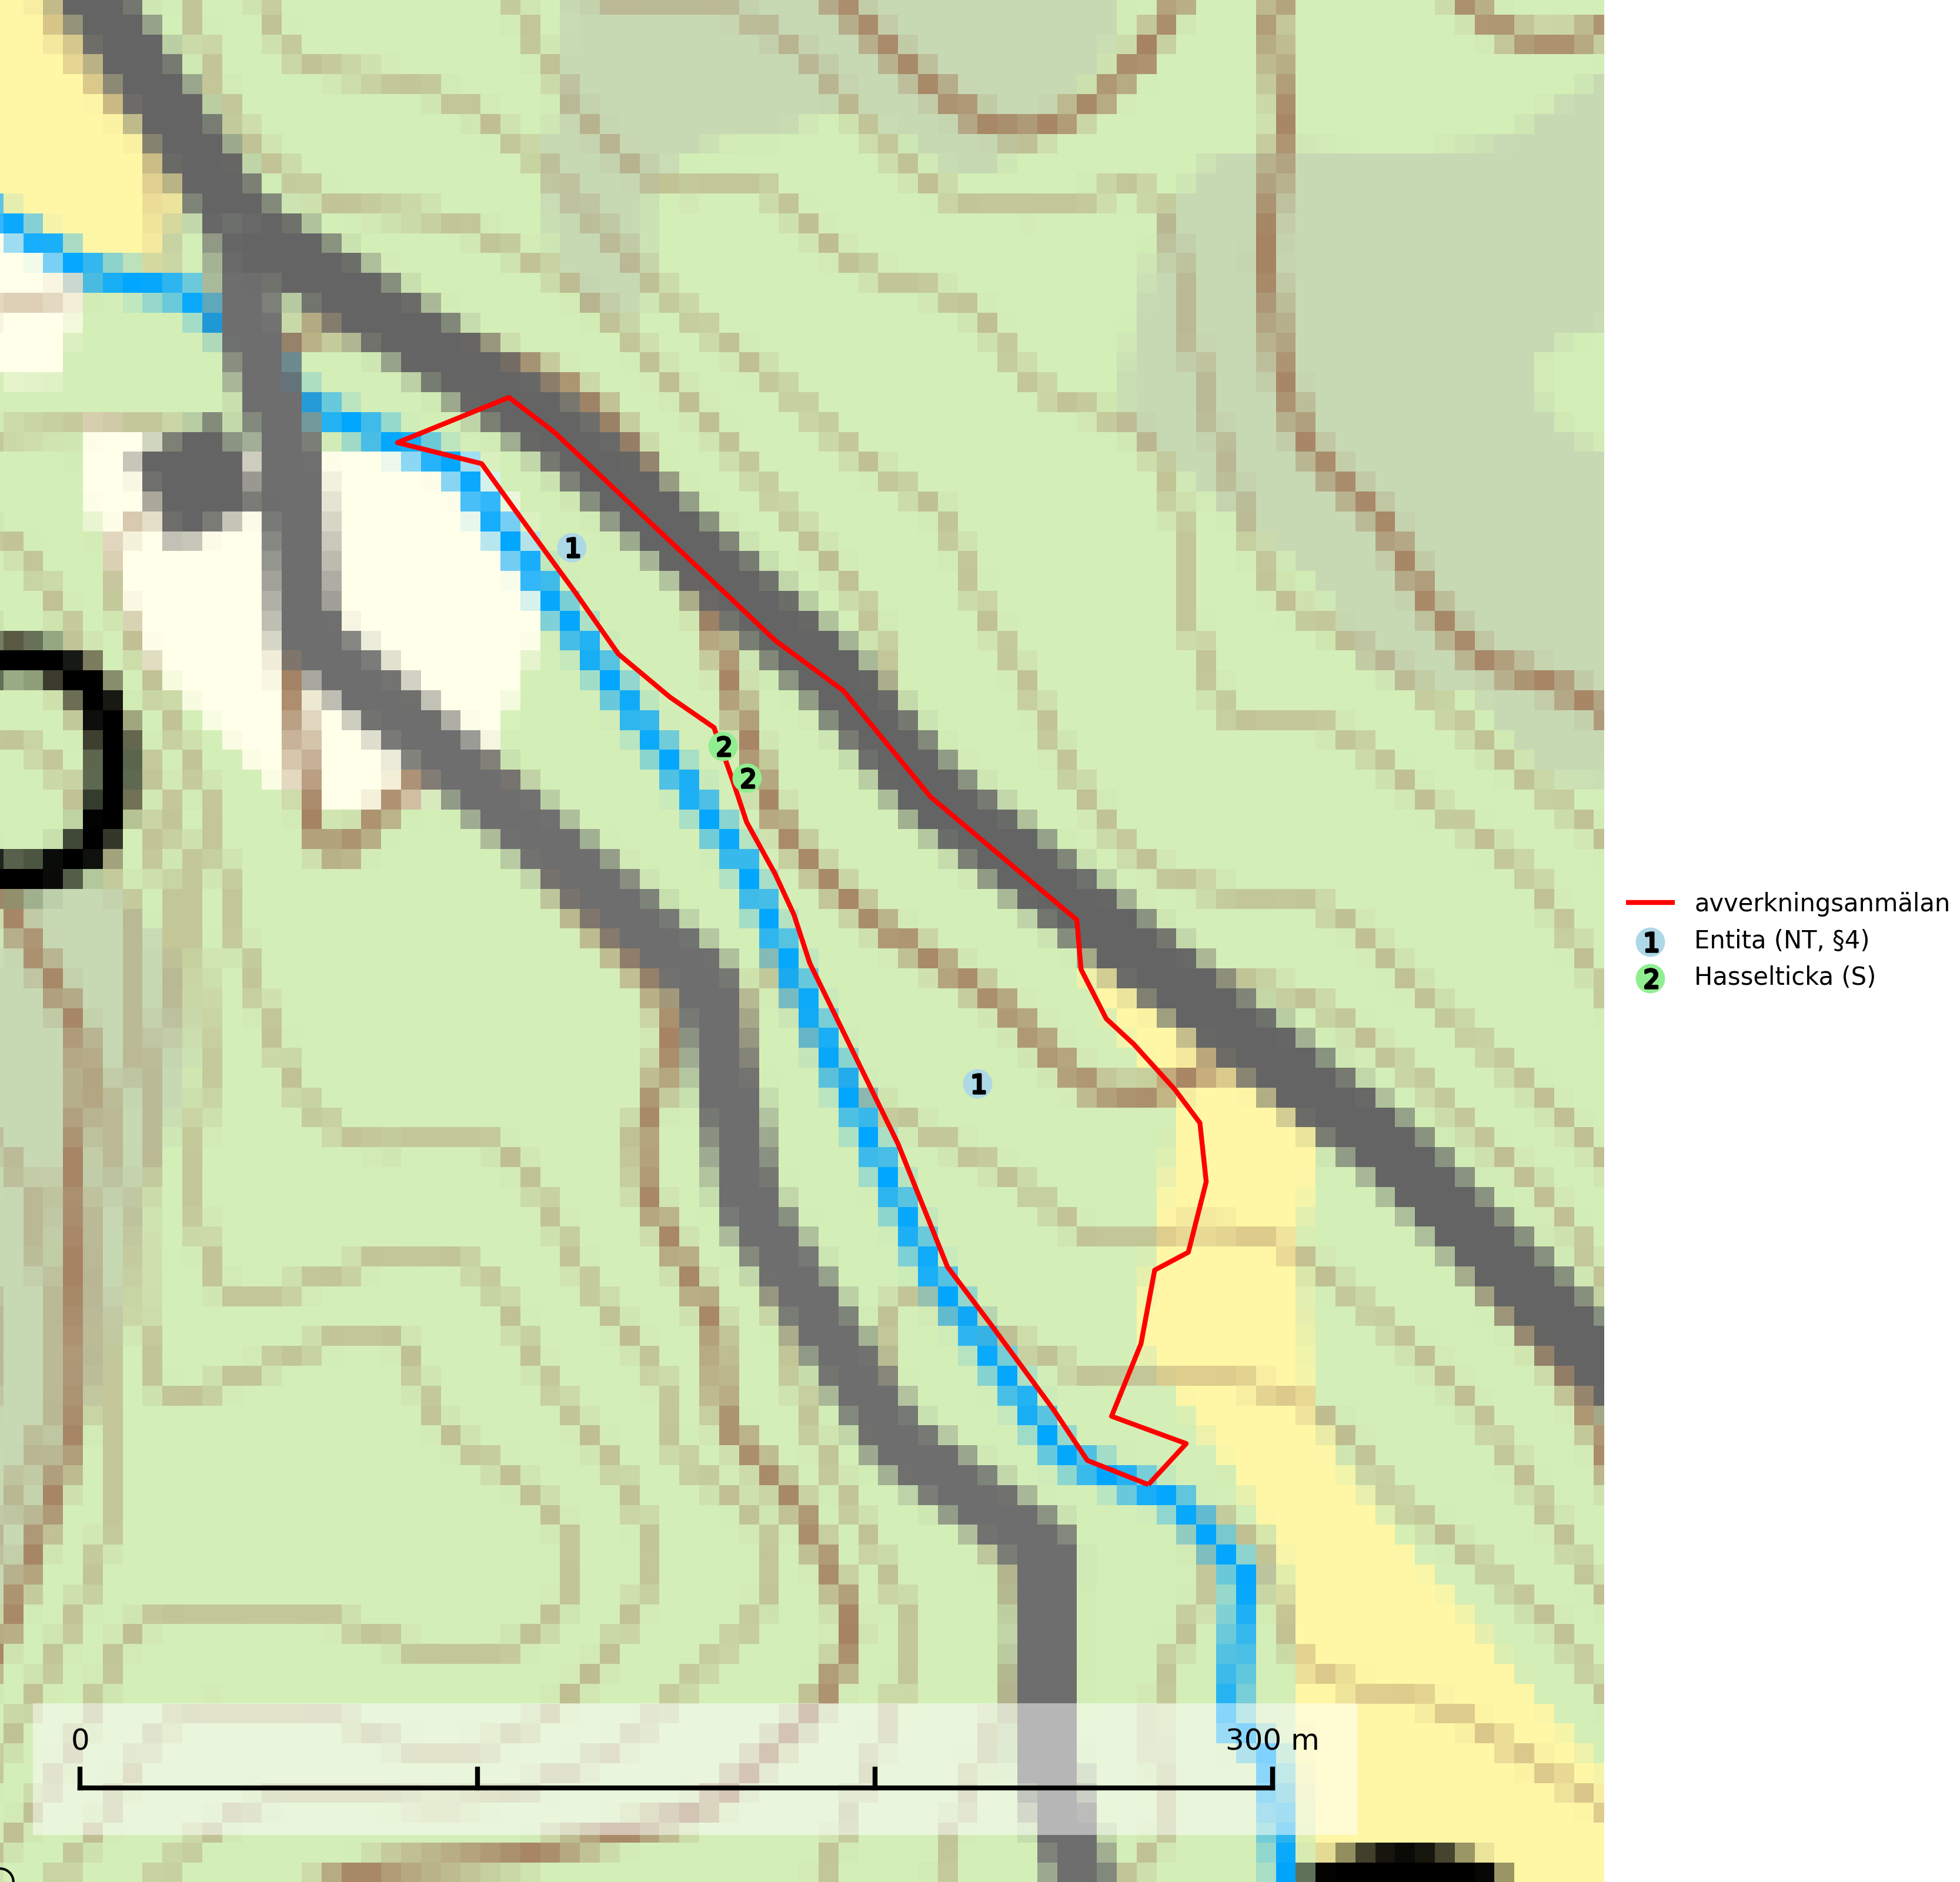 1
2
2
1
avverkningsanmälan
1 Entita (NT, §4)
2 Hasselticka (S)
0 300 m